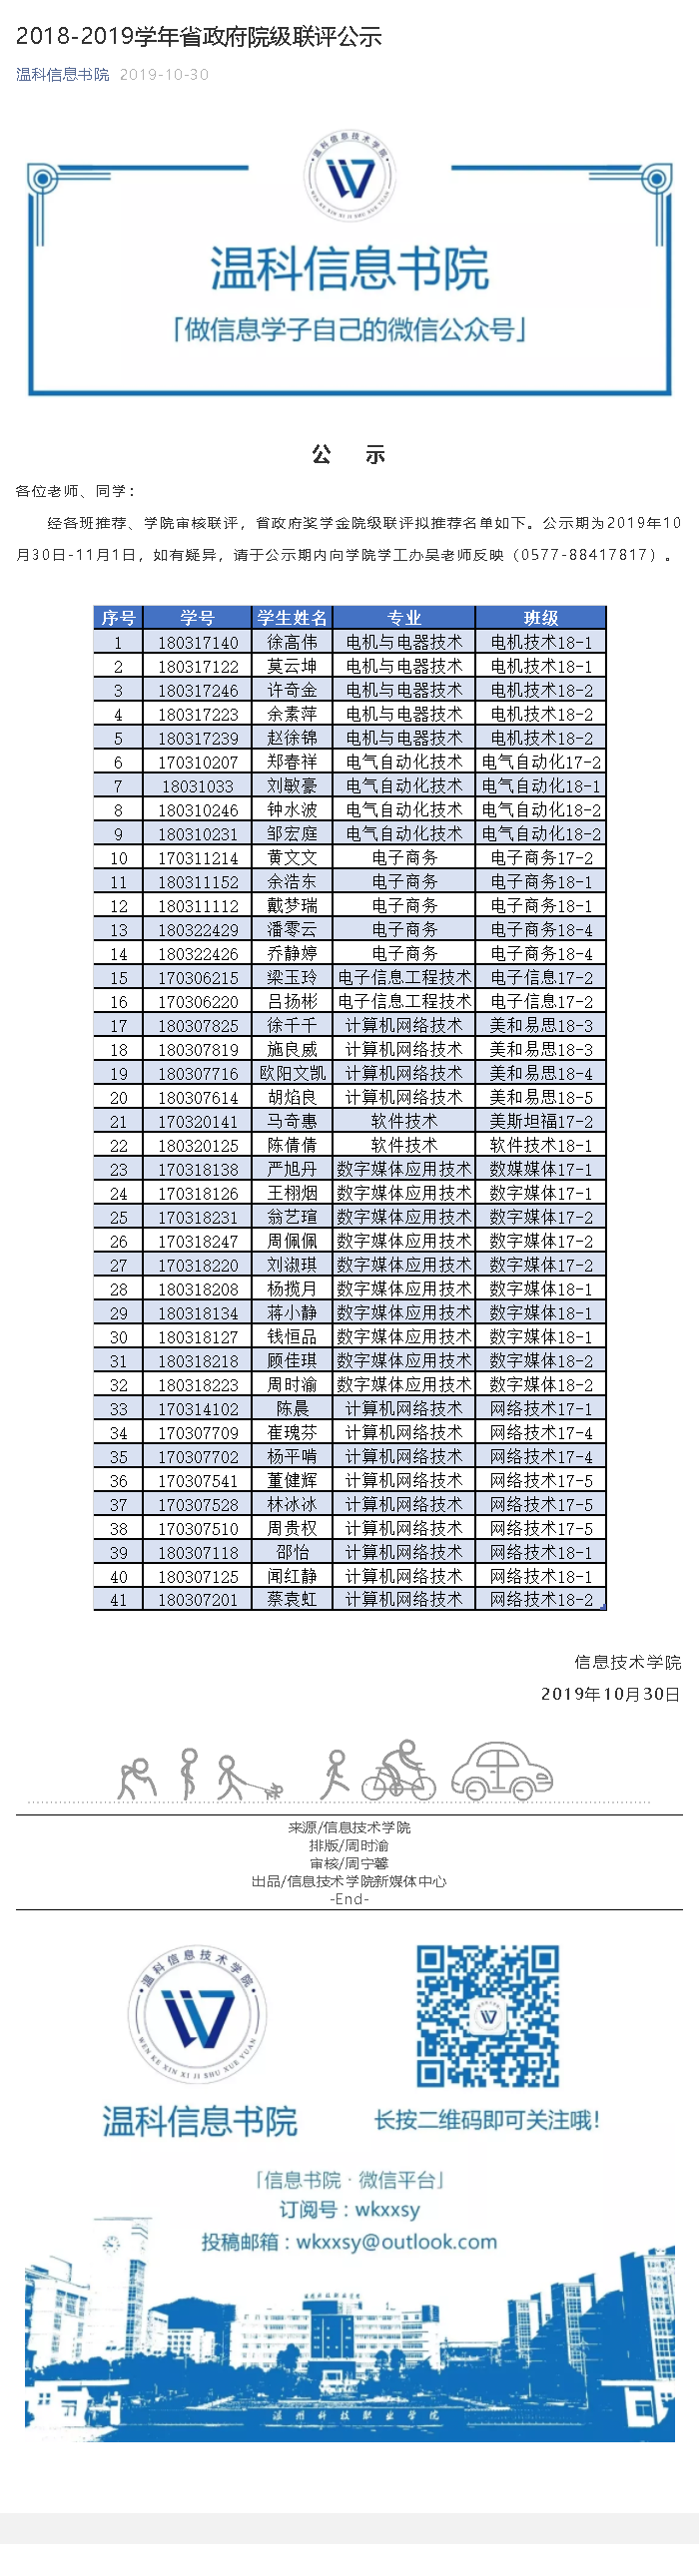 2018-2019学年省政府院级联评公示
温科信息书院 2019-10-30
温科信息技术学院
WEN KE XIN XI JI SHU XUE YUAN
温科信息书院
「做信息学子自己的微信公众号」
公 示
各位老师、同学：
经各班推荐、学院审核联评，省政府奖学金院级联评拟推荐名单如下。公示期为2019年10
月30日-11月1日，如有疑异，请于公示期内向学院学工办吴老师反映（0577-88417817）。
序号 学号 学生姓名 专业 班级
1 180317140 徐高伟 电机与电器技术 电机技术18-1
2 180317122 莫云坤 电机与电器技术 电机技术18-1
3 180317246 许奇金 电机与电器技术 电机技术18-2
4 180317223 余素萍 电机与电器技术 电机技术18-2
5 180317239 赵徐锦 电机与电器技术 电机技术18-2
6 170310207 郑春祥 电气自动化技术 电气自动化17-2
7 18031033 刘敏豪 电气自动化技术 电气自动化18-1
8 180310246 钟水波 电气自动化技术 电气自动化18-2
9 180310231 邹宏庭 电气自动化技术 电气自动化18-2
10 170311214 黄文文 电子商务 电子商务17-2
11 180311152 余浩东 电子商务 电子商务18-1
12 180311112 戴梦瑞 电子商务 电子商务18-1
13 180322429 潘零云 电子商务 电子商务18-4
14 180322426 乔静婷 电子商务 电子商务18-4
15 170306215 梁玉玲 电子信息工程技术 电子信息17-2
16 170306220 吕扬彬 电子信息工程技术 电子信息17-2
17 180307825 徐千千 计算机网络技术 美和易思18-3
18 180307819 施良威 计算机网络技术 美和易思18-3
19 180307716 欧阳文凯 计算机网络技术 美和易思18-4
20 180307614 胡焰良 计算机网络技术 美和易思18-5
21 170320141 马奇惠 软件技术 美斯坦福17-2
22 180320125 陈倩倩 软件技术 软件技术18-1
23 170318138 严旭丹 数字媒体应用技术 数媒媒体17-1
24 170318126 王栩烟 数字媒体应用技术 数字媒体17-1
25 170318231 翁艺瑄 数字媒体应用技术 数字媒体17-2
26 170318247 周佩佩 数字媒体应用技术 数字媒体17-2
27 170318220 刘淑琪 数字媒体应用技术 数字媒体17-2
28 180318208 杨揽月 数字媒体应用技术 数字媒体18-1
29 180318134 蒋小静 数字媒体应用技术 数字媒体18-1
30 180318127 钱恒品 数字媒体应用技术 数字媒体18-1
31 180318218 顾佳琪 数字媒体应用技术 数字媒体18-2
32 180318223 周时渝 数字媒体应用技术 数字媒体18-2
33 170314102 陈晨 计算机网络技术 网络技术17-1
34 170307709 崔瑰芬 计算机网络技术 网络技术17-4
35 170307702 杨平啃 计算机网络技术 网络技术17-4
36 170307541 董健辉 计算机网络技术 网络技术17-5
37 170307528 林冰冰 计算机网络技术 网络技术17-5
38 170307510 周贵权 计算机网络技术 网络技术17-5
39 180307118 邵怡 计算机网络技术 网络技术18-1
40 180307125 闻红静 计算机网络技术 网络技术18-1
41 180307201 蔡袁虹 计算机网络技术 网络技术18-2
信息技术学院
2019年10月30日
来源/信息技术学院
排版/周时渝
审核/周宁馨
出品/信息技术学院新媒体中心
-End-
温科信息技术学院
WEN KE XIN XI JI SHU XUE YUAN
温科信息书院
长按二维码即可关注哦！
「信息书院·微信平台」
订阅号：wkxxsy
投稿邮箱：wkxxsy@outlook.com
温州科技职业学院